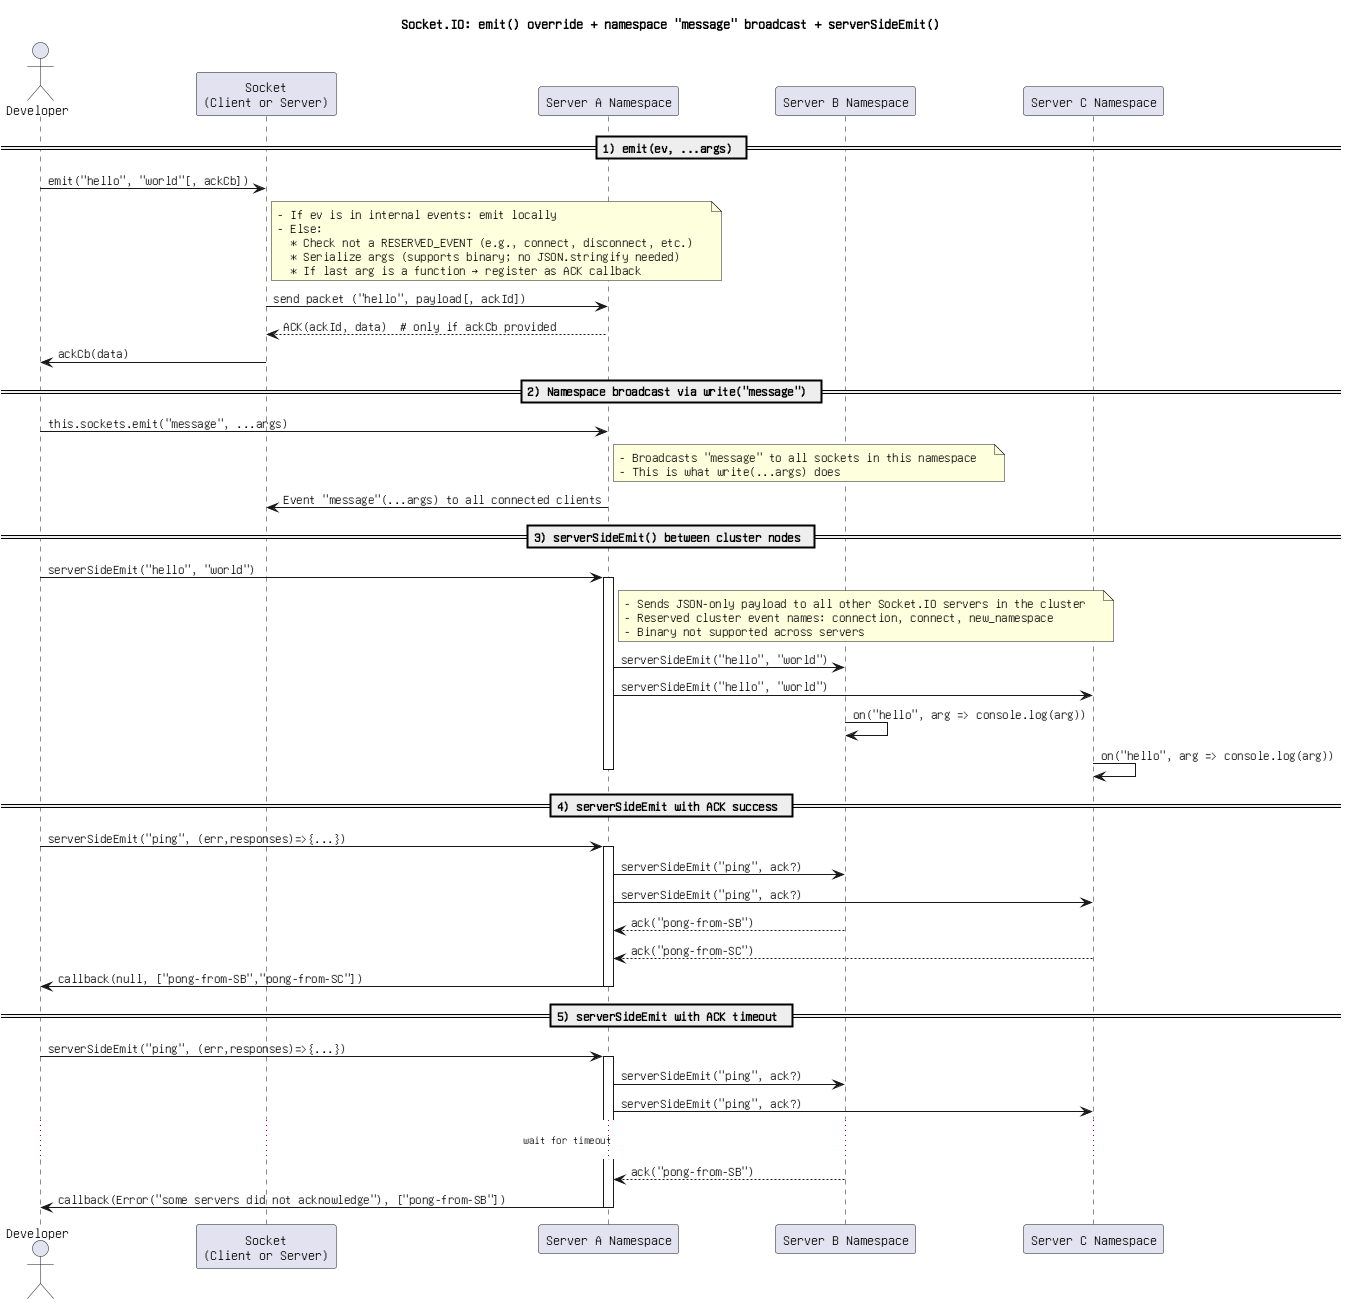 Socket.IO: emit() override + namespace "message" broadcast + serverSideEmit()
Developer
Socket
(Client or Server)
Server A Namespace
Server B Namespace
Server C Namespace
1) emit(ev, ...args)
emit("hello", "world"[, ackCb])
- If ev is in internal events: emit locally
- Else:
* Check not a RESERVED_EVENT (e.g., connect, disconnect, etc.)
* Serialize args (supports binary; no JSON.stringify needed)
* If last arg is a function → register as ACK callback
send packet ("hello", payload[, ackId])
ACK(ackId, data)  # only if ackCb provided
ackCb(data)
2) Namespace broadcast via write("message")
this.sockets.emit("message", ...args)
- Broadcasts "message" to all sockets in this namespace
- This is what write(...args) does
Event "message"(...args) to all connected clients
3) serverSideEmit() between cluster nodes
serverSideEmit("hello", "world")
- Sends JSON-only payload to all other Socket.IO servers in the cluster
- Reserved cluster event names: connection, connect, new_namespace
- Binary not supported across servers
serverSideEmit("hello", "world")
serverSideEmit("hello", "world")
on("hello", arg => console.log(arg))
on("hello", arg => console.log(arg))
4) serverSideEmit with ACK success
serverSideEmit("ping", (err,responses)=>{...})
serverSideEmit("ping", ack?)
serverSideEmit("ping", ack?)
ack("pong-from-SB")
ack("pong-from-SC")
callback(null, ["pong-from-SB","pong-from-SC"])
5) serverSideEmit with ACK timeout
serverSideEmit("ping", (err,responses)=>{...})
serverSideEmit("ping", ack?)
serverSideEmit("ping", ack?)
wait for timeout
ack("pong-from-SB")
callback(Error("some servers did not acknowledge"), ["pong-from-SB"])
Developer
Socket
(Client or Server)
Server A Namespace
Server B Namespace
Server C Namespace